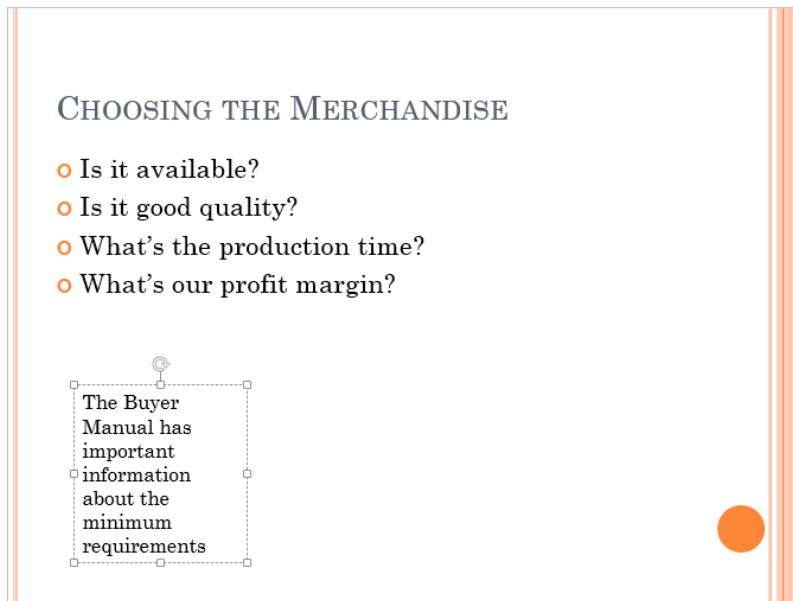 Choosing the Merchandise
Is it available?
Is it good quality?
What’s the production time?
What’s our profit margin?
The Buyer
Manual has
important
information
about the
minimum
requirements